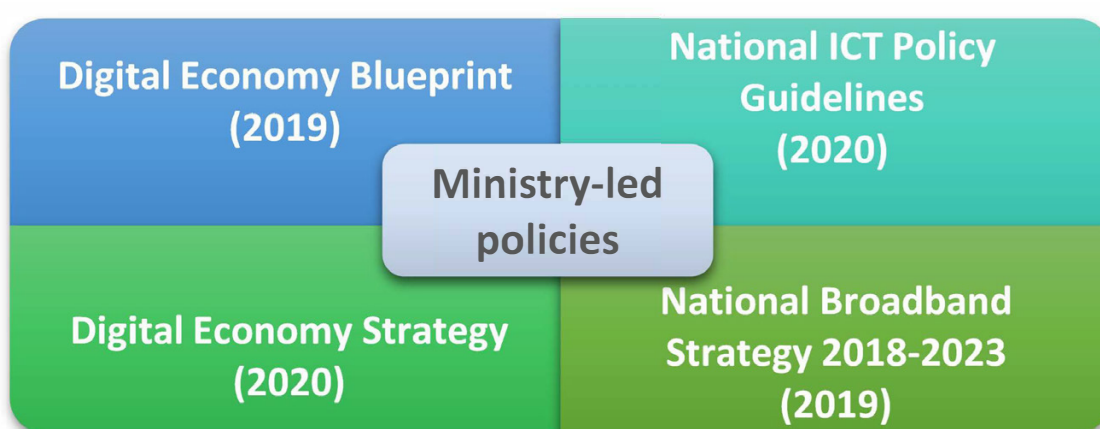 Digital Economy Blueprint
(2019)
National ICT Policy
Guidelines
(2020)
Ministry-led
policies
Digital Economy Strategy
(2020)
National Broadband
Strategy 2018-2023
(2019)